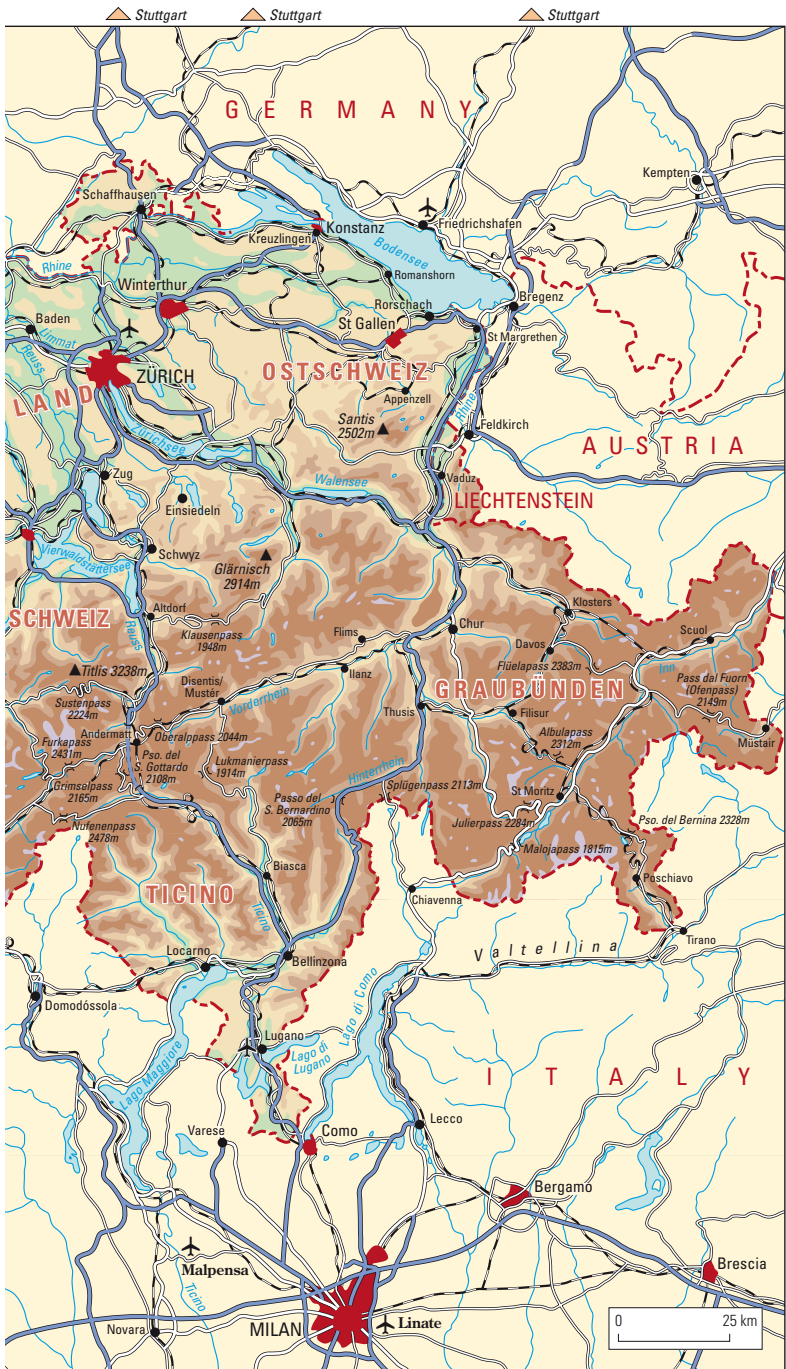 Stuttgart
Stuttgart
Stuttgart
GERMANY
Kempten
Schaffhausen
Konstanz
Friedrichshafen
Kreuzlingen
Bodensee
Rhine
Romanshorn
Winterthur
Rorschach
Bregenz
Baden
Limmat
St Gallen
St Margrethen
Reuss
ZÜRICH
OSTSCHWEIZ
LAND
Appenzell
Rhine
Santis
2502m
Feldkirch
Zürichsee
AUSTRIA
Zug
Walensee
Vaduz
Einsiedeln
LIECHTENSTEIN
Schwyz
Vierwaldsrättersee
Glärnisch
2914m
Klosters
SCHWEIZ
Altdorf
Reuss
Klausenpass
1948m
Flims
Chur
Scuol
Davos
Titlis 3238m
Flüelapass 2383m
Inn
Pass dal Fuorn
(Ofenpass)
2149m
Disentis/
Mustér
Ilanz
GRAUBÜNDEN
Sustenpass
2224m
Vorderrhein
Thusis
Filisur
Andermatt
Oberalppass 2044m
Albulapass
2312m
Müstair
Furkapass
2431m
Pso. del
S. Gottardo
2108m
Lukmanierpass
1914m
Hinterrhein
Grimselpass
2165m
Splügenpass 2113m
St Moritz
Passo del
S. Bernardino
2065m
Julierpass 2284m
Pso. del Bernina 2328m
Nufenenpass
2478m
Malojapass 1815m
Biasca
Poschiavo
TICINO
Chiavenna
Ticino
Tirano
Valtellina
Locarno
Bellinzona
Domodóssola
Lago di Como
Lugano
Lago di
Lugano
ITALY
Lago Maggiore
Varese
Como
Lecco
Bergamo
Malpensa
Brescia
Ticino
Novara
MILAN
Linate
0 25 km